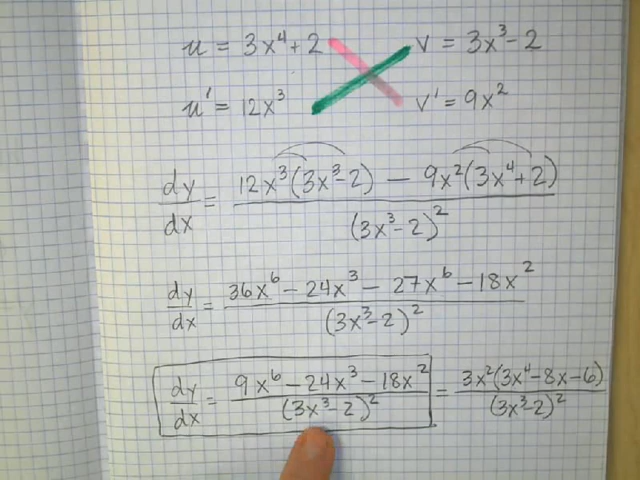 u = 3x⁴ + 2 v = 3x³ - 2
u' = 12x³ v' = 9x²
dy/dx = (12x³(3x³ - 2) - 9x²(3x⁴ + 2))/(3x³ - 2)²
dy/dx = (36x⁶ - 24x³ - 27x⁶ - 18x²)/(3x³ - 2)²
dy/dx = (9x⁶ - 24x³ - 18x²)/(3x³ - 2)² = (3x²(3x⁴ - 8x - 6))/(3x³ - 2)²